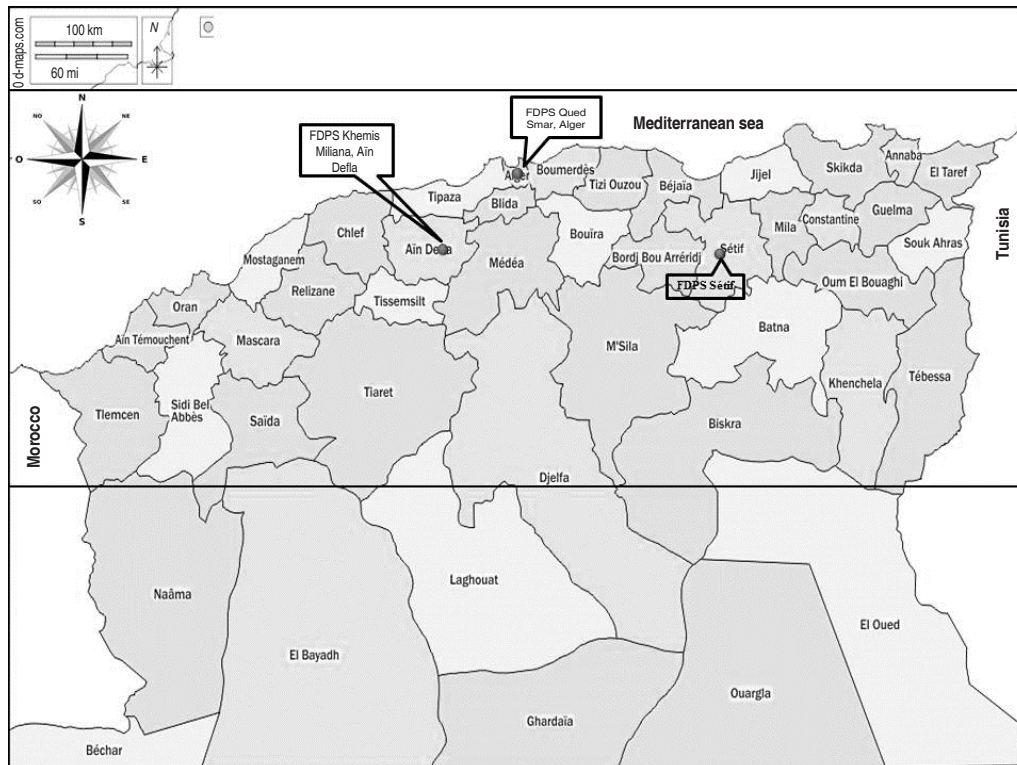 © d-maps.com
100 km
60 mi
N
N
NO
NE
O
E
SO
SE
S
FDPS Qued
Smar, Alger
FDPS Khemis
Miliana, Aïn
Defla
Mediterranean sea
Alger
Boumerdès
Tizi Ouzou
Béjaïa
Jijel
Skikda
Annaba
El Taref
Tipaza
Blida
Chlef
Aïn Defla
Médéa
Bouïra
Bordj Bou Arréridj
Sétif
FDPS Sétif
Mila
Constantine
Guelma
Souk Ahras
Tunisia
Mostaganem
Relizane
Tissemsilt
Oum El Bouaghi
Oran
Aïn Témouchent
Mascara
M'Sila
Batna
Khenchela
Tébessa
Morocco
Tlemcen
Sidi Bel
Abbès
Saïda
Tiaret
Biskra
Djelfa
Naâma
El Bayadh
Laghouat
El Oued
Ouargla
Ghardaïa
Béchar